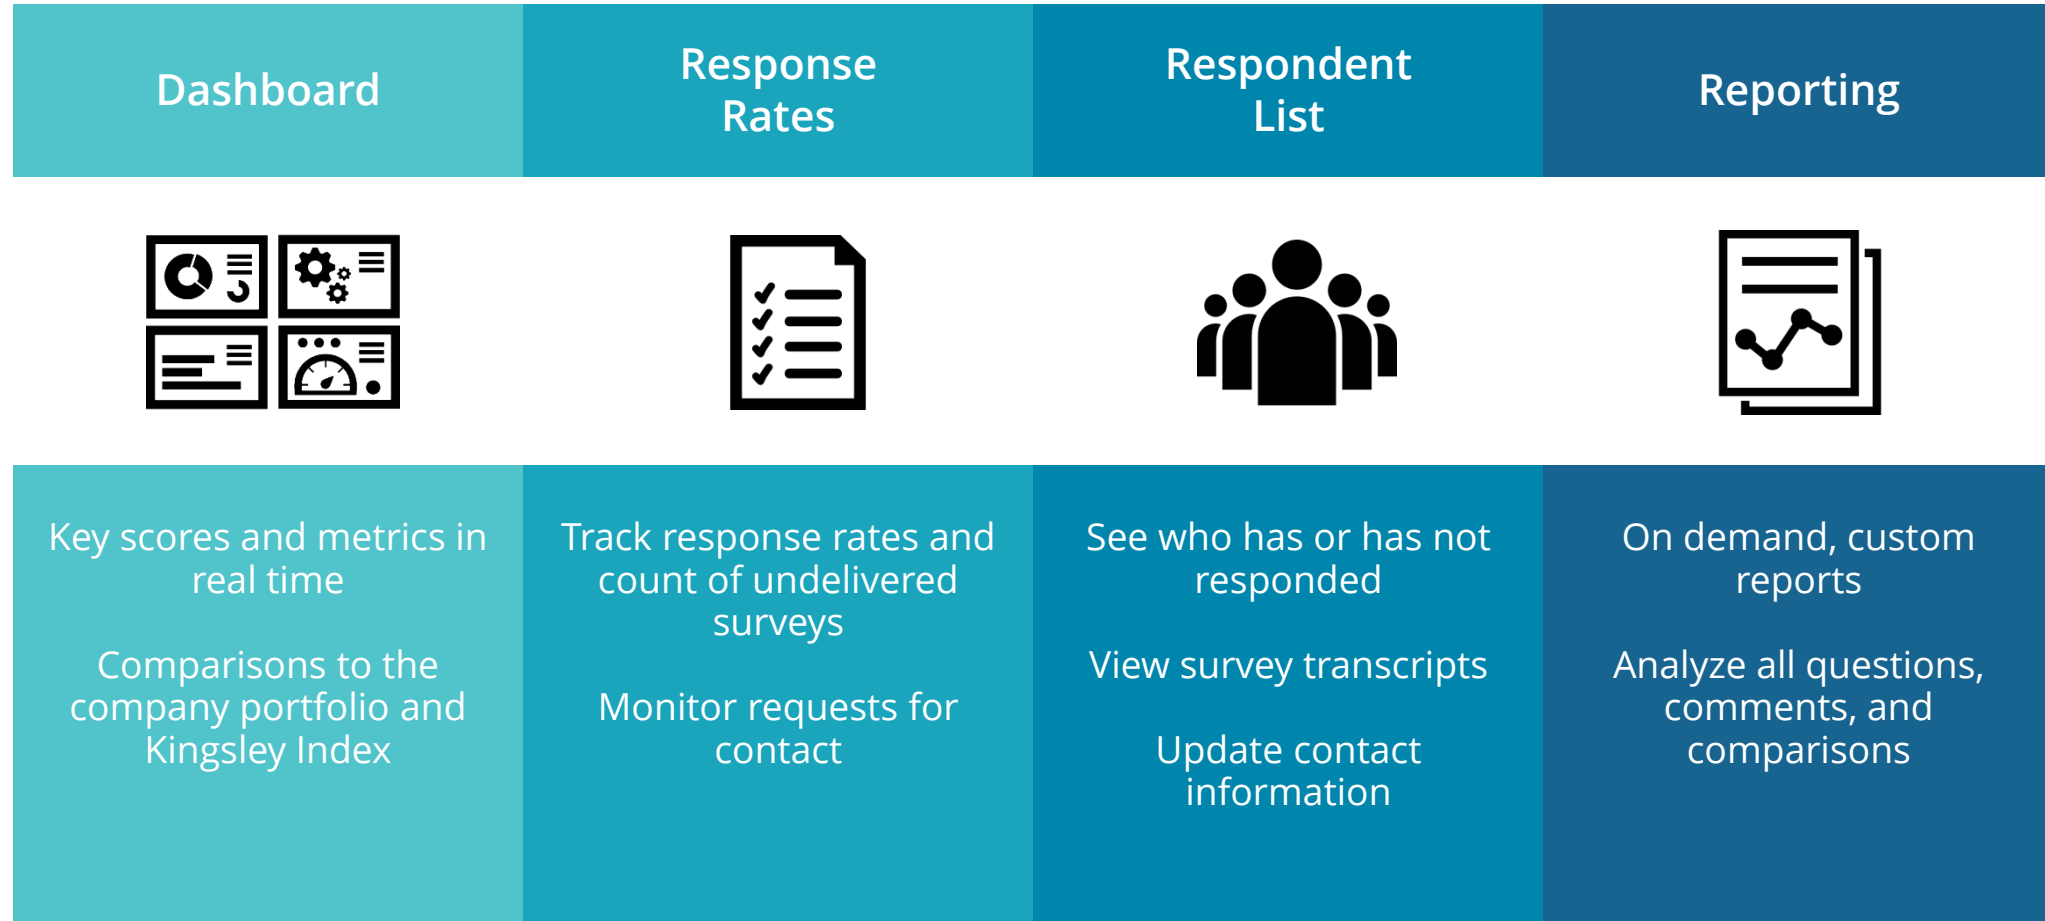 Dashboard
Response
Rates
Respondent
List
Reporting
Key scores and metrics in
real time
Comparisons to the
company portfolio and
Kingsley Index
Track response rates and
count of undelivered
surveys
Monitor requests for
contact
See who has or has not
responded
View survey transcripts
Update contact
information
On demand, custom
reports
Analyze all questions,
comments, and
comparisons